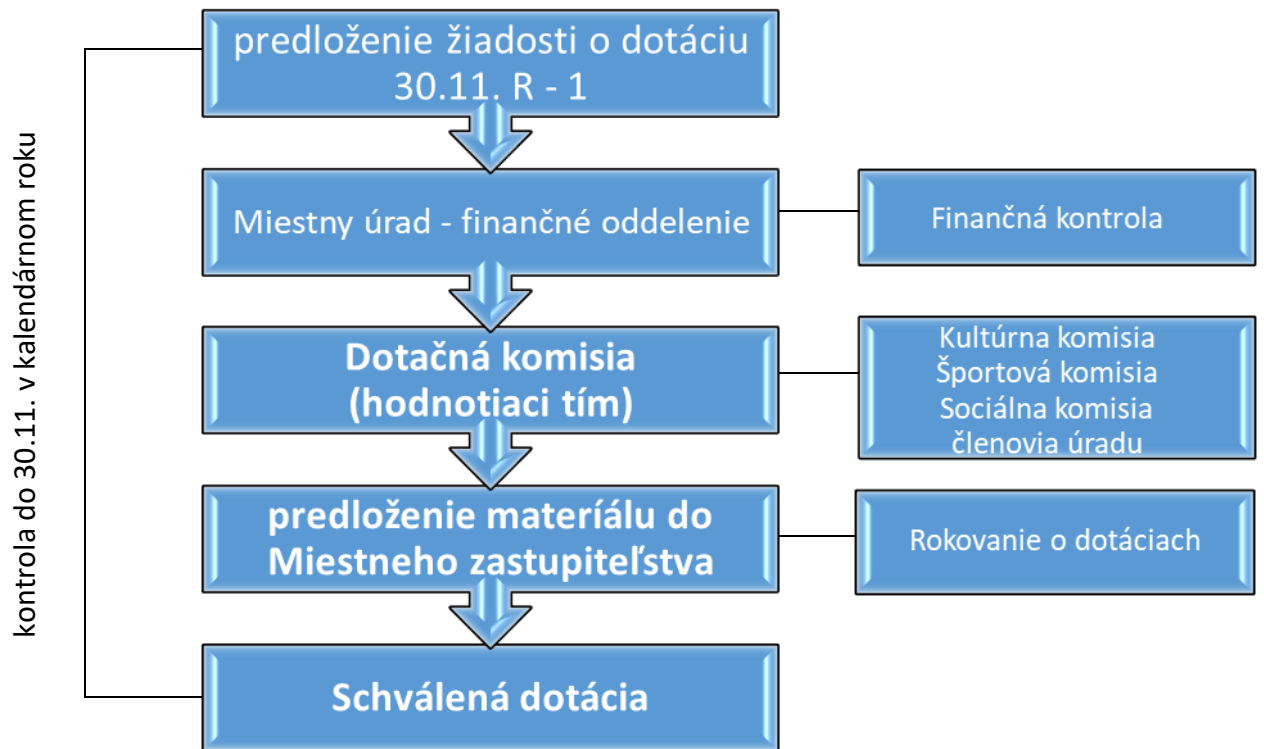 kontrola do 30.11. v kalendárnom roku
predloženie žiadosti o dotáciu
30.11. R - 1
Miestny úrad - finančné oddelenie
Finančná kontrola
Dotačná komisia
(hodnotiaci tím)
Kultúrna komisia
Športová komisia
Sociálna komisia
členovia úradu
predloženie materíálu do
Miestneho zastupiteľstva
Rokovanie o dotáciach
Schválená dotácia